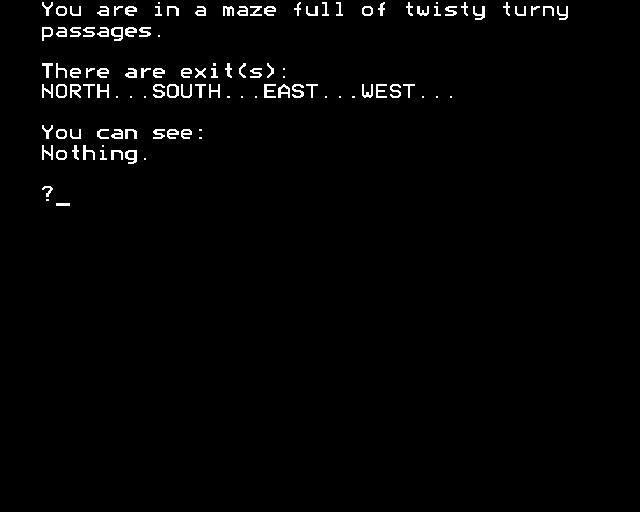 You are in a maze full of twisty turny
passages.
There are exit(s):
NORTH...SOUTH...EAST...WEST...
You can see:
Nothing.
?_